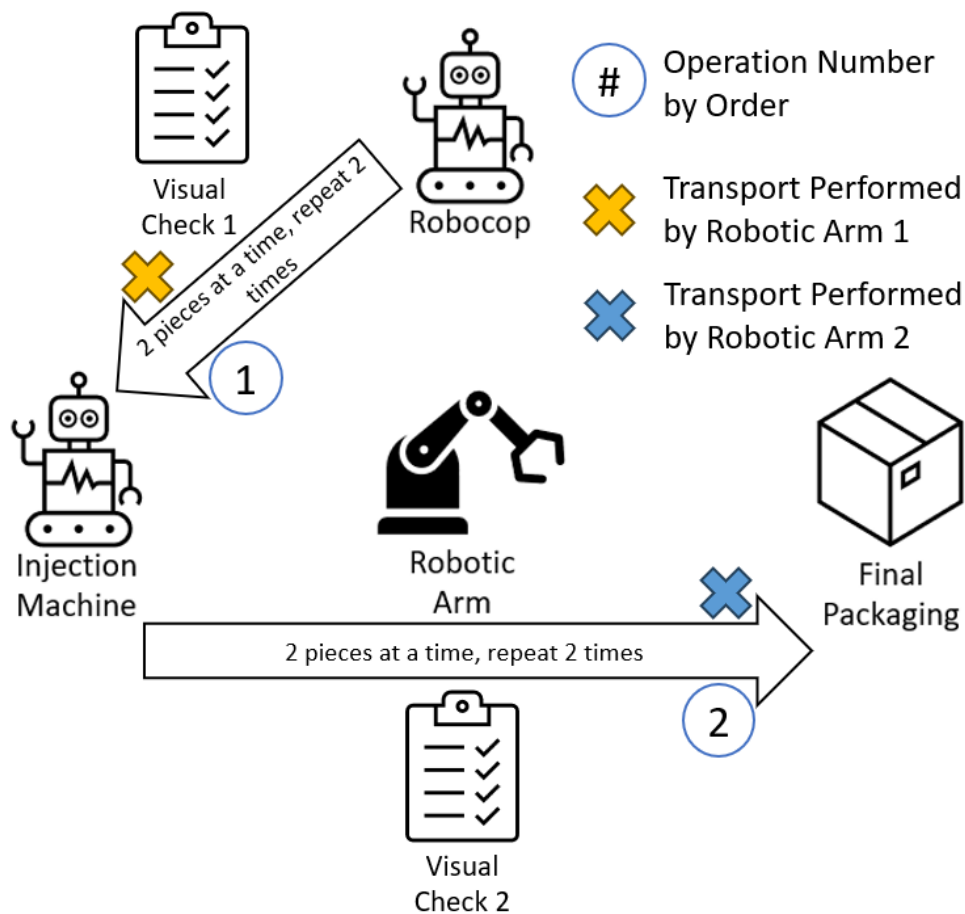 Visual
Check 1
Robocop
#
Operation Number
by Order
Transport Performed
by Robotic Arm 1
Transport Performed
by Robotic Arm 2
2 pieces at a time, repeat 2
times
1
Injection
Machine
Robotic
Arm
Final
Packaging
2 pieces at a time, repeat 2 times
2
Visual
Check 2